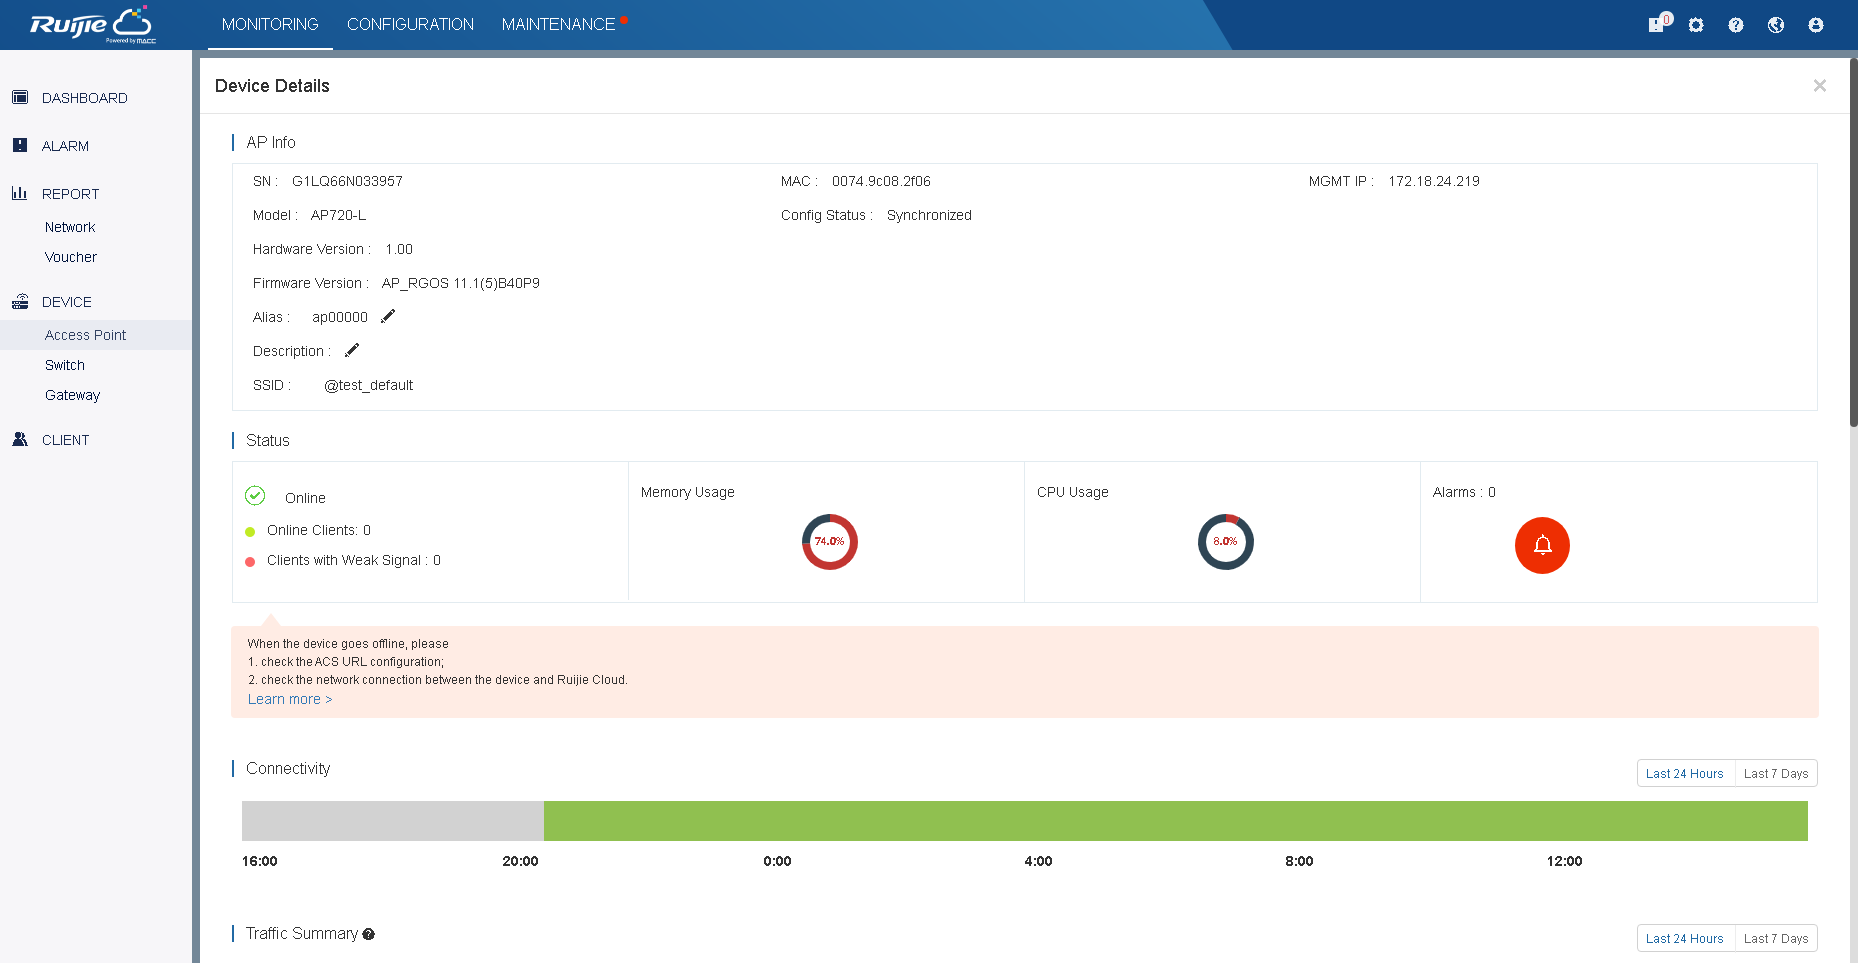 Ruijie
Powered by MACC
MONITORING CONFIGURATION MAINTENANCE
0
DASHBOARD
ALARM
REPORT
Network
Voucher
DEVICE
Access Point
Switch
Gateway
CLIENT
Device Details
×
AP Info
SN : G1LQ66N033957 MAC : 0074.9c08.2f06 MGMT IP : 172.18.24.219
Model : AP720-L Config Status : Synchronized
Hardware Version : 1.00
Firmware Version : AP_RGOS 11.1(5)B40P9
Alias : ap00000
Description :
SSID : @test_default
Status
Online
Online Clients: 0
Clients with Weak Signal : 0
Memory Usage
74.0%
CPU Usage
8.0%
Alarms : 0
When the device goes offline, please
1. check the ACS URL configuration;
2. check the network connection between the device and Ruijie Cloud.
Learn more >
Connectivity
Last 24 Hours Last 7 Days
16:00 20:00 0:00 4:00 8:00 12:00
Traffic Summary ?
Last 24 Hours Last 7 Days